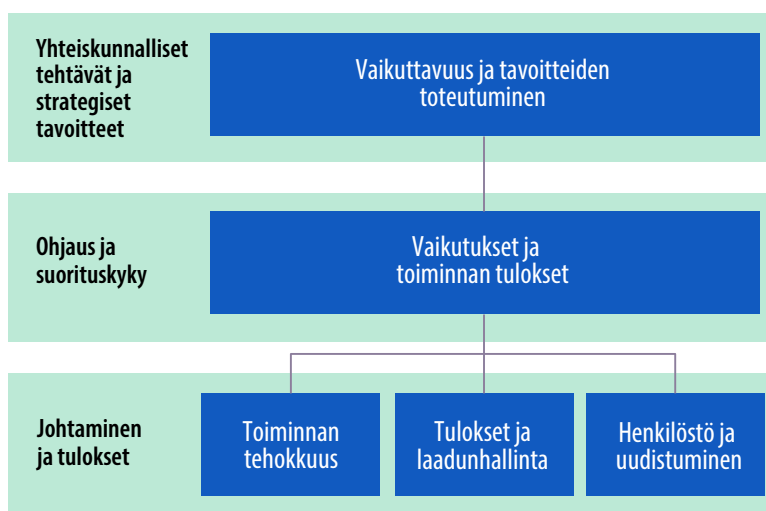 Yhteiskunnalliset
tehtävät ja
strategiset
tavoitteet
Vaikuttavuus ja tavoitteiden
toteutuminen
Ohjaus ja
suorituskyky
Vaikutukset ja
toiminnan tulokset
Johtaminen
ja tulokset
Toiminnan
tehokkuus
Tulokset ja
laadunhallinta
Henkilöstö ja
uudistuminen